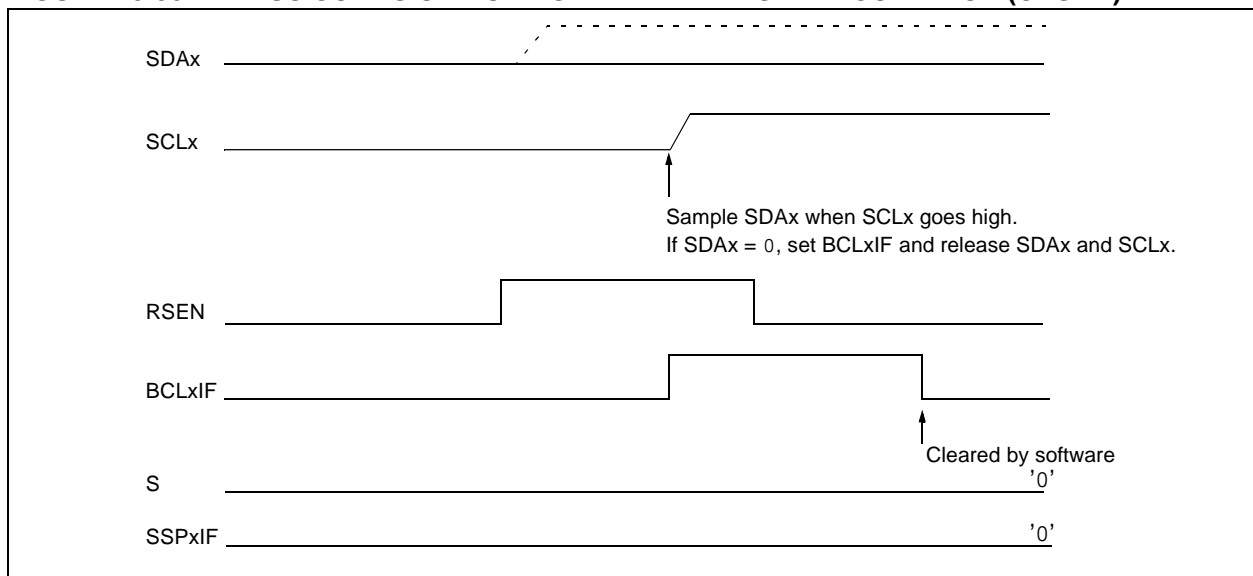 SDAx
SCLx
Sample SDAx when SCLx goes high.
If SDAx = 0, set BCLxIF and release SDAx and SCLx.
RSEN
BCLxIF
Cleared by software
S '0'
SSPxIF '0'